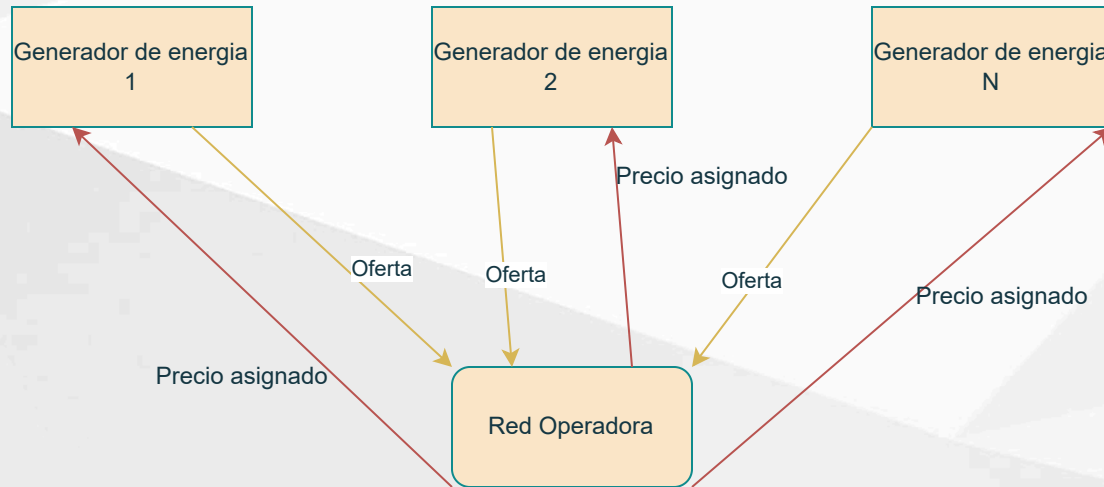 Generador de energia
1
Generador de energia
2
Generador de energia
N
Precio asignado
Oferta
Oferta
Oferta
Precio asignado
Precio asignado
Red Operadora